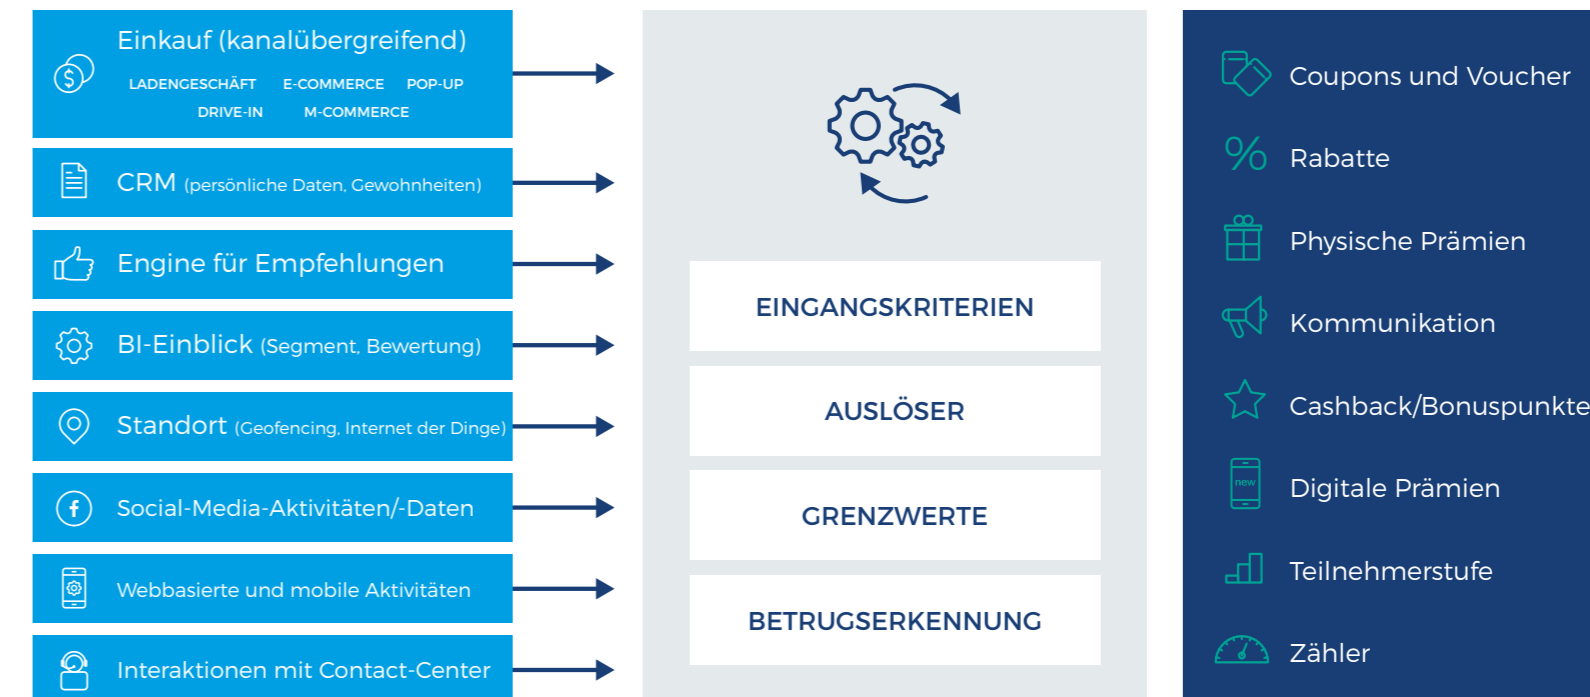 Einkauf (kanalübergreifend)
LADENGESCHÄFT E-COMMERCE POP-UP
DRIVE-IN M-COMMERCE
CRM (persönliche Daten, Gewohnheiten)
Engine für Empfehlungen
BI-Einblick (Segment, Bewertung)
Standort (Geofencing, Internet der Dinge)
Social-Media-Aktivitäten/-Daten
Webbasierte und mobile Aktivitäten
Interaktionen mit Contact-Center
EINGANGSKRITERIEN
AUSLÖSER
GRENZWERTE
BETRUGSERKENNUNG
Coupons und Voucher
% Rabatte
Physische Prämien
Kommunikation
Cashback/Bonuspunkte
new
Digitale Prämien
Teilnehmerstufe
Zähler